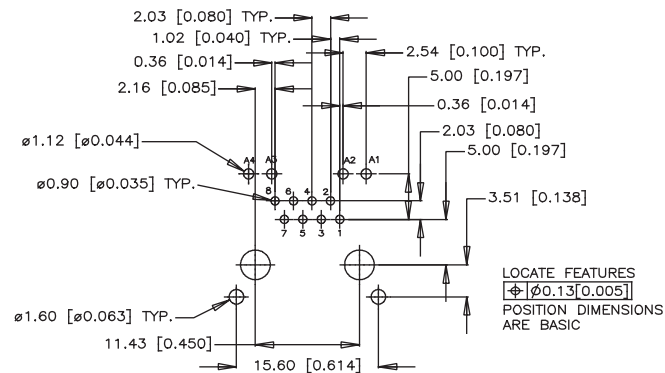 2.03 [0.080] TYP.
1.02 [0.040] TYP.
2.54 [0.100] TYP.
0.36 [0.014]
5.00 [0.197]
2.16 [0.085]
0.36 [0.014]
2.03 [0.080]
ø1.12 [ø0.044]
5.00 [0.197]
A4 A3 A2 A1
ø0.90 [ø0.035] TYP.
8 6 4 2
3.51 [0.138]
7 5 3 1
LOCATE FEATURES
⌖ Ø0.13[0.005]
POSITION DIMENSIONS
ARE BASIC
ø1.60 [ø0.063] TYP.
11.43 [0.450]
15.60 [0.614]